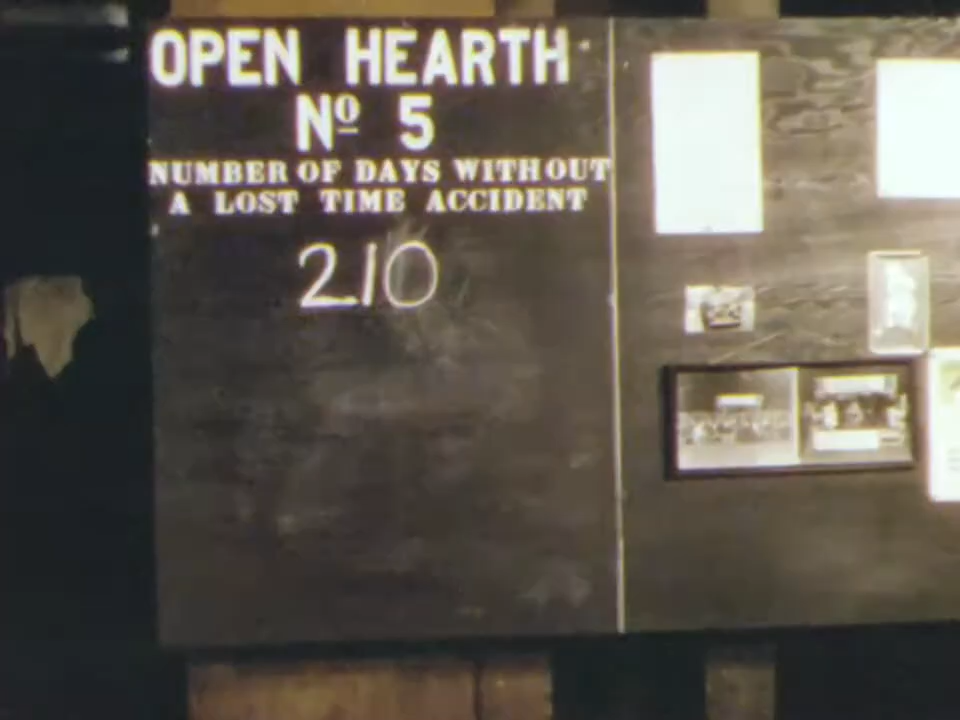 OPEN HEARTH
Nº 5
NUMBER OF DAYS WITHOUT
A LOST TIME ACCIDENT
210